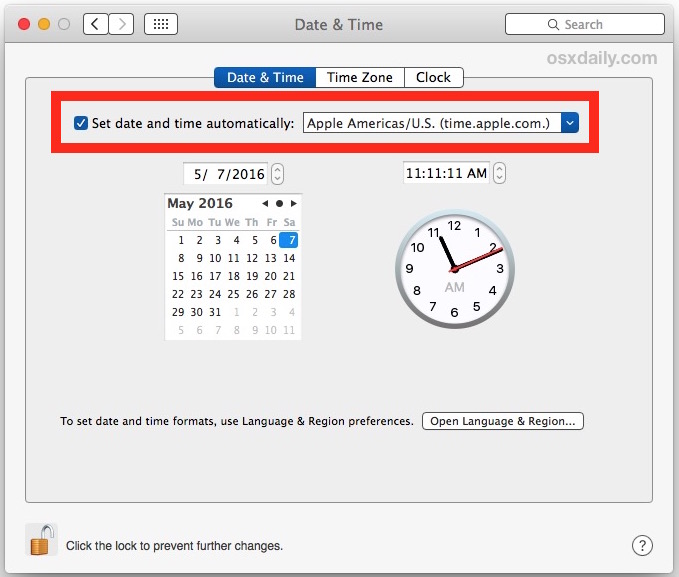 Date & Time
Search
osxdaily.com
Date & Time Time Zone Clock
Set date and time automatically: Apple Americas/U.S. (time.apple.com.)
5/ 7/2016
11:11:11 AM
May 2016
Su Mo Tu We Th Fr Sa
1 2 3 4 5 6 7
8 9 10 11 12 13 14
15 16 17 18 19 20 21
22 23 24 25 26 27 28
29 30 31 1 2 3 4
5 6 7 8 9 10 11
12 1 2 3 4 5 6 7 8 9 10 11
AM
To set date and time formats, use Language & Region preferences. Open Language & Region...
Click the lock to prevent further changes.
?